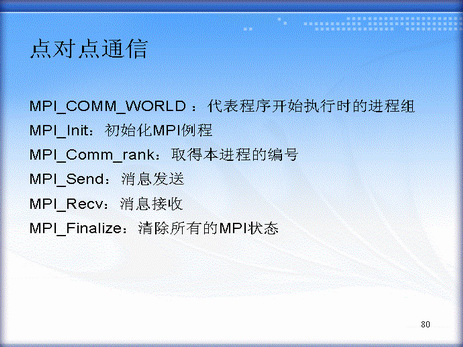 点对点通信
MPI_COMM_WORLD ：代表程序开始执行时的进程组
MPI_Init：初始化MPI例程
MPI_Comm_rank：取得本进程的编号
MPI_Send：消息发送
MPI_Recv：消息接收
MPI_Finalize：清除所有的MPI状态
80